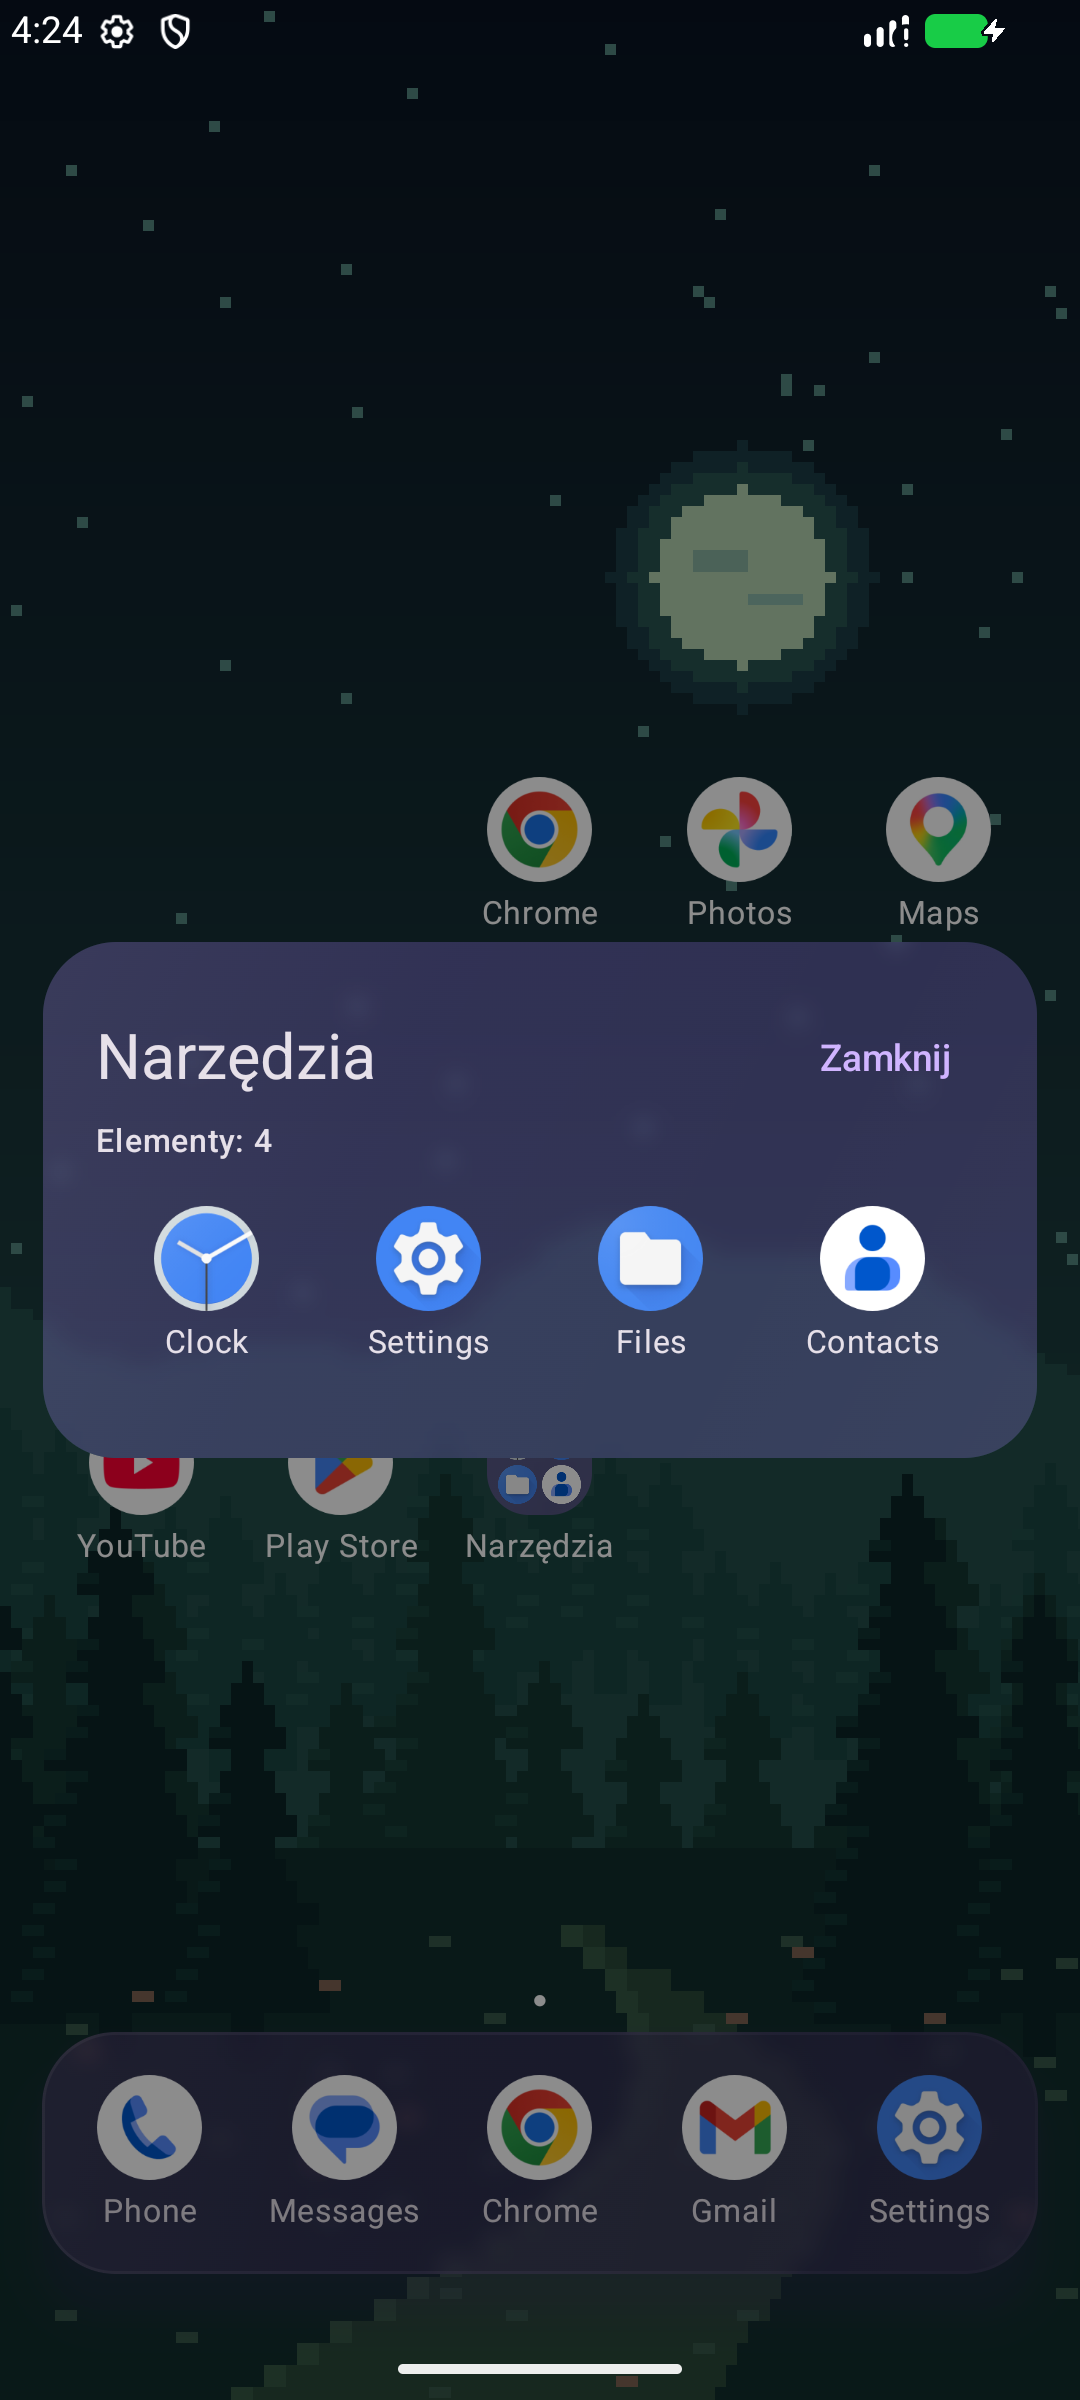 4:24
Chrome
Photos
Maps
Narzędzia
Zamknij
Elementy: 4
Clock
Settings
Files
Contacts
YouTube
Play Store
Narzędzia
Phone
Messages
Chrome
Gmail
Settings